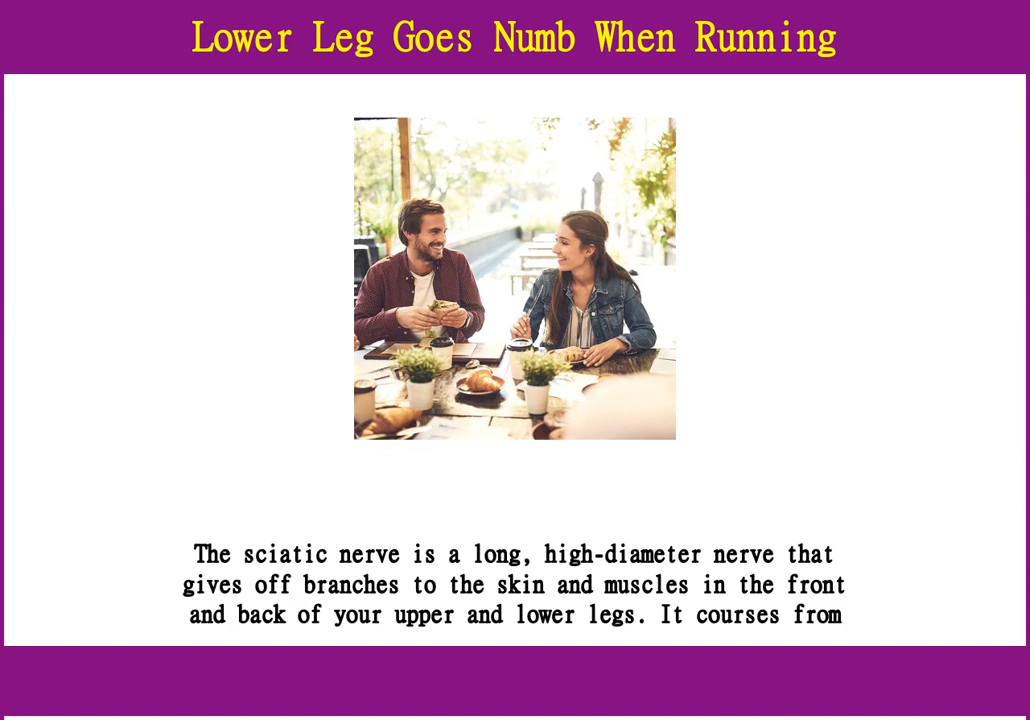 Lower Leg Goes Numb When Running
The sciatic nerve is a long, high-diameter nerve that
gives off branches to the skin and muscles in the front
and back of your upper and lower legs. It courses from